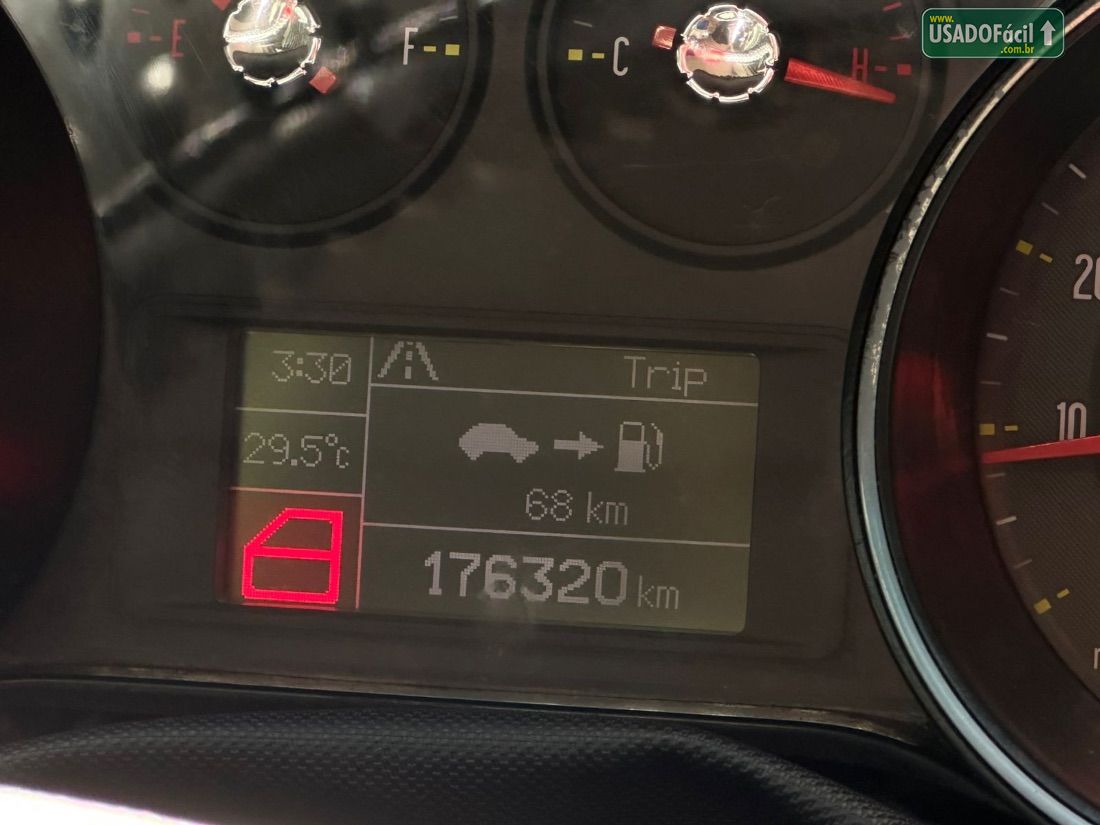 www.
USADOFácil
.com.br
E F C H
3:30
Trip
29.5°C
68 km
176320 km
20
10